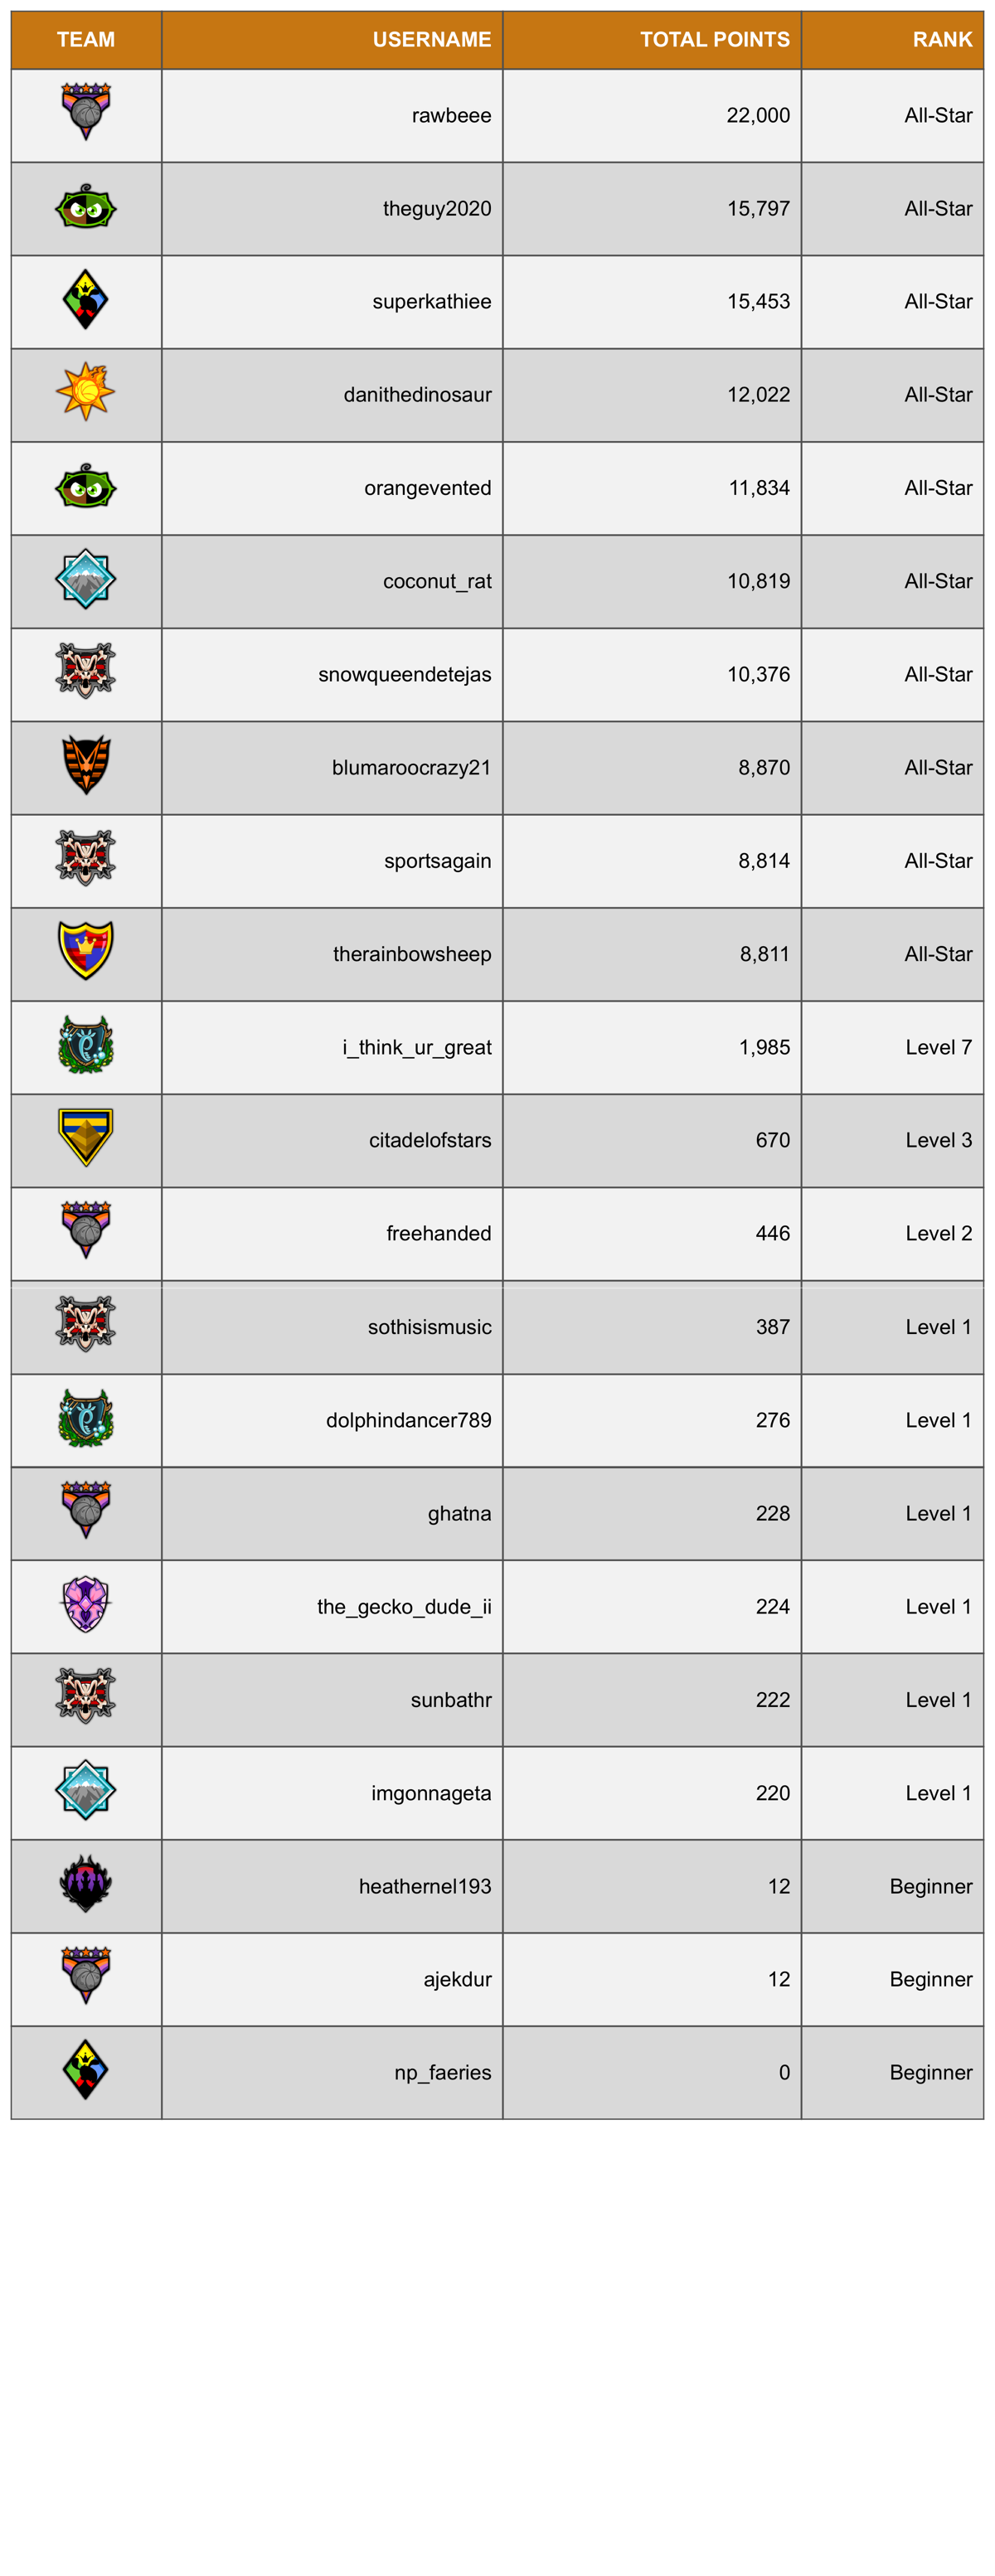 TEAM USERNAME TOTAL POINTS RANK
rawbeee 22,000 All-Star
theguy2020 15,797 All-Star
superkathiee 15,453 All-Star
danithedinosaur 12,022 All-Star
orangevented 11,834 All-Star
coconut_rat 10,819 All-Star
snowqueendetejas 10,376 All-Star
blumaroocrazy21 8,870 All-Star
sportsagain 8,814 All-Star
therainbowsheep 8,811 All-Star
i_think_ur_great 1,985 Level 7
citadelofstars 670 Level 3
freehanded 446 Level 2
sothisismusic 387 Level 1
dolphindancer789 276 Level 1
ghatna 228 Level 1
the_gecko_dude_ii 224 Level 1
sunbathr 222 Level 1
imgonnageta 220 Level 1
heathernel193 12 Beginner
ajekdur 12 Beginner
np_faeries 0 Beginner